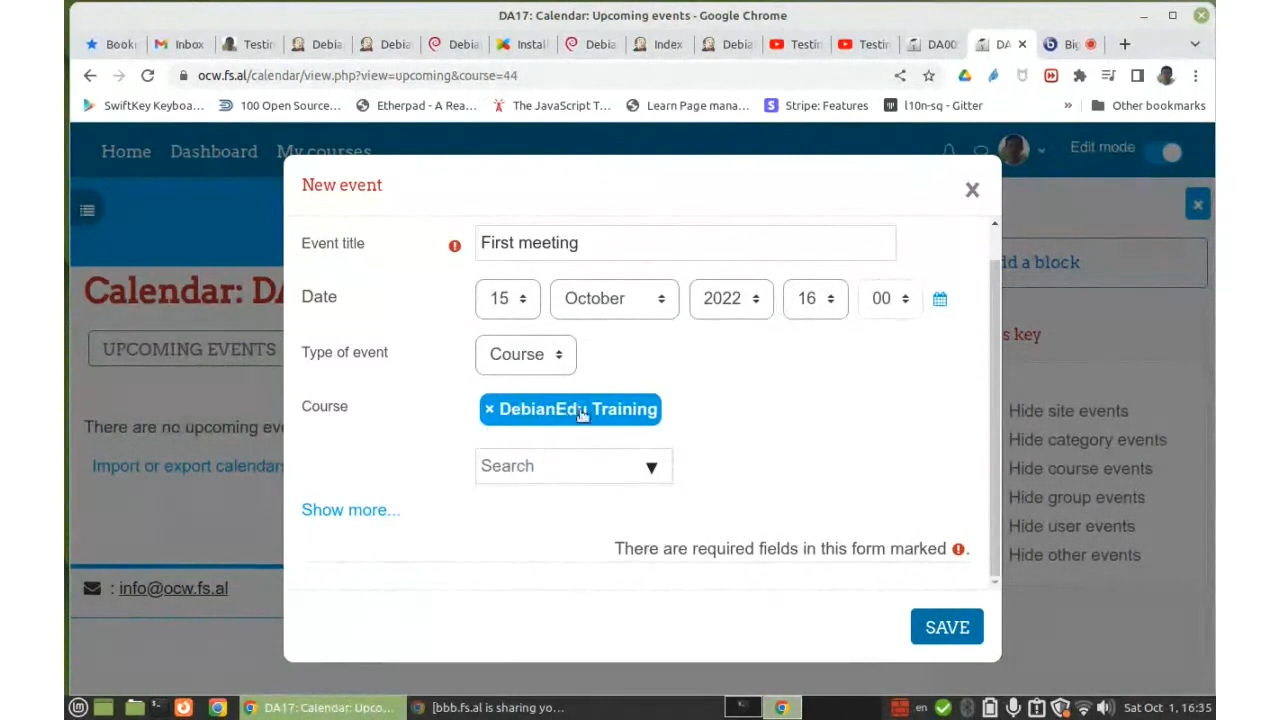 DA17: Calendar: Upcoming events - Google Chrome
Book Inbox Testin Debia Debia Debia Install Debia Index Debia Testin Testin DA00 DA Big
ocw.fs.al/calendar/view.php?view=upcoming&course=44
SwiftKey Keyboa... 100 Open Source... Etherpad - A Rea... The JavaScript T... Learn Page mana... Stripe: Features l10n-sq - Gitter » Other bookmarks
Home Dashboard My courses Edit mode
New event
Event title First meeting
dd a block
Calendar: DA
Date 15 October 2022 16 00
UPCOMING EVENTS
s key
Type of event Course
Course × DebianEdu Training
Hide site events
There are no upcoming eve
Hide category events
Import or export calendars
Search
Hide course events
Hide group events
Show more...
Hide user events
There are required fields in this form marked .
Hide other events
: info@ocw.fs.al
SAVE
DA17: Calendar: Upco... [bbb.fs.al is sharing yo... en Sat Oct 1, 16:35